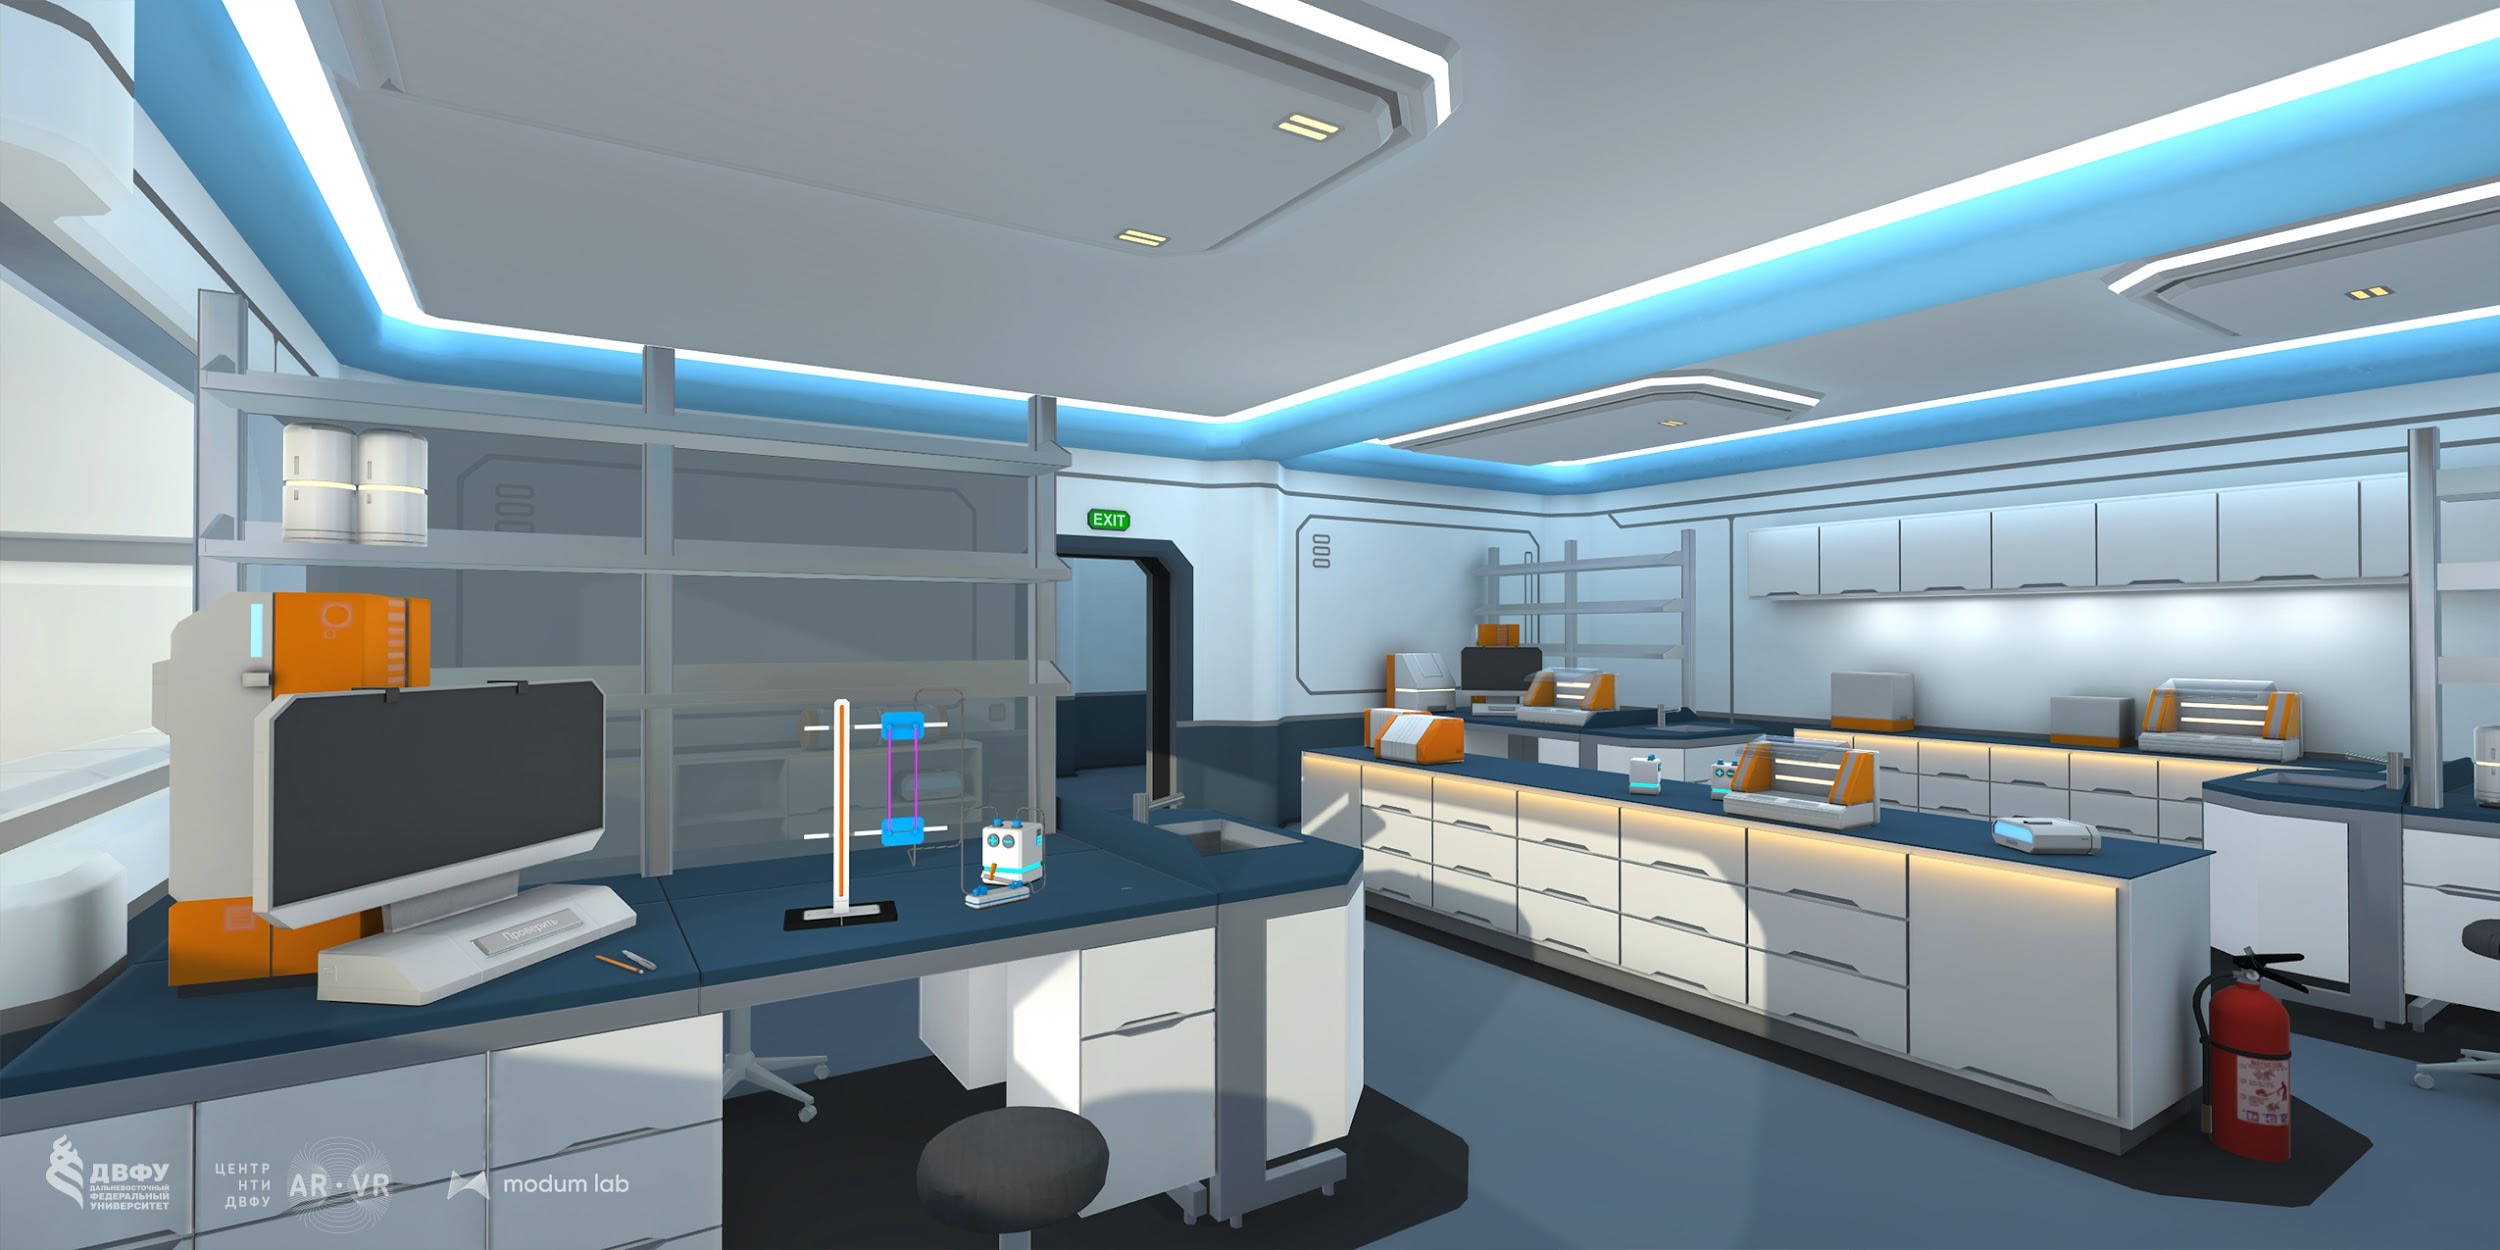 EXIT
Проверить
ДВФУ
ДАЛЬНЕВОСТОЧНЫЙ
ФЕДЕРАЛЬНЫЙ
УНИВЕРСИТЕТ
ЦЕНТР
НТИ
ДВФУ
AR·VR
modum lab